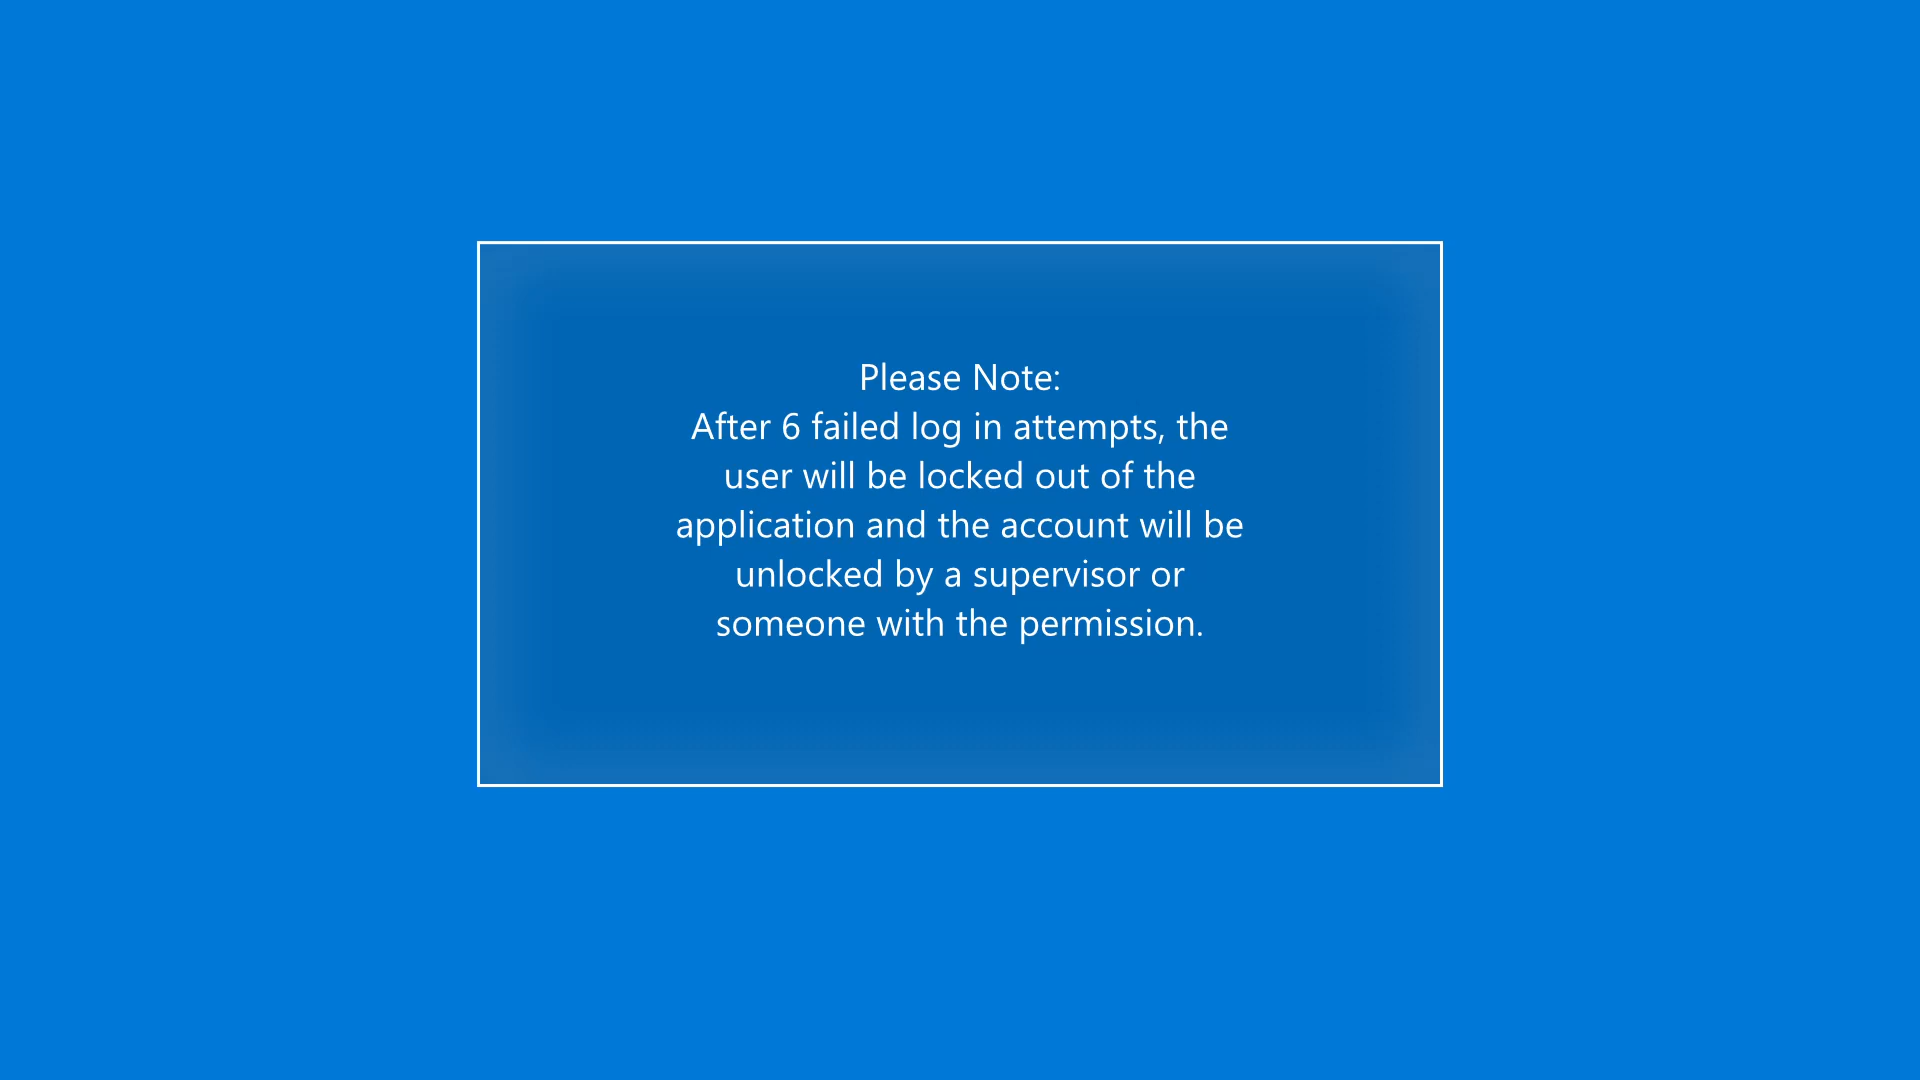 Please Note:
After 6 failed log in attempts, the
user will be locked out of the
application and the account will be
unlocked by a supervisor or
someone with the permission.